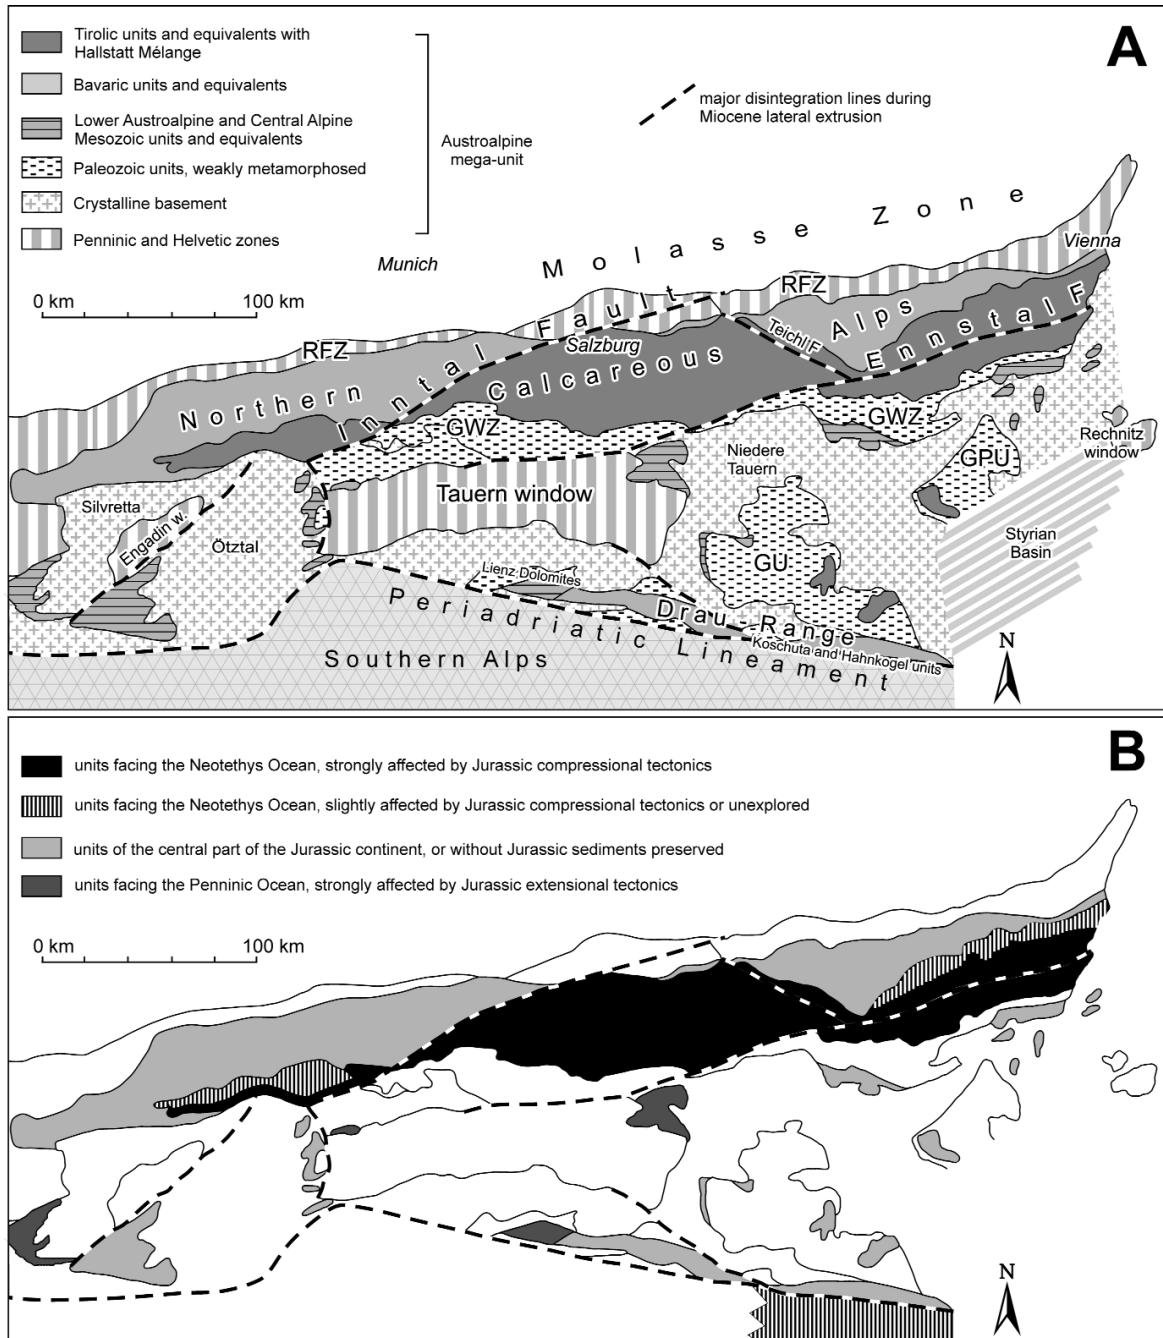 A
Tirolic units and equivalents with
Hallstatt Mélange
Bavaric units and equivalents
Lower Austroalpine and Central Alpine
Mesozoic units and equivalents
Paleozoic units, weakly metamorphosed
Crystalline basement
Penninic and Helvetic zones
Austroalpine
mega-unit
major disintegration lines during
Miocene lateral extrusion
0 km 100 km
Munich
Molasse Zone
Vienna
RFZ
RFZ
Salzburg
Inntal Fault
Teichl F
Ennstal F
Northern Calcareous Alps
GWZ
GWZ
Niedere
Tauern
GPU
Rechnitz
window
Silvretta
Engadin w.
Ötztal
Tauern window
Styrian
Basin
GU
Lienz Dolomites
Drau Range
Koschuta and Hahnkogel units
Periadriatic Lineament
Southern Alps
N
B
units facing the Neotethys Ocean, strongly affected by Jurassic compressional tectonics
units facing the Neotethys Ocean, slightly affected by Jurassic compressional tectonics or unexplored
units of the central part of the Jurassic continent, or without Jurassic sediments preserved
units facing the Penninic Ocean, strongly affected by Jurassic extensional tectonics
0 km 100 km
N